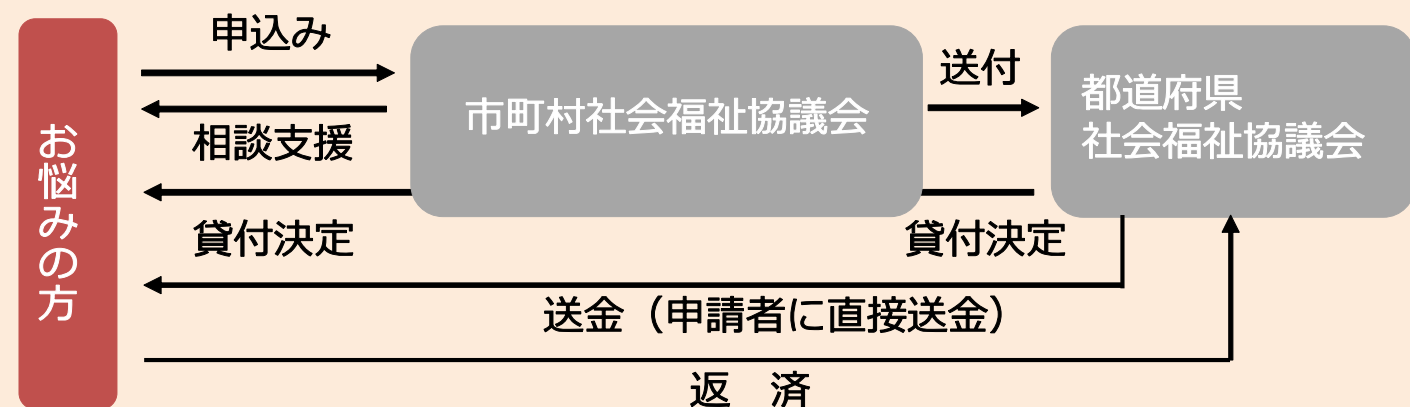 お悩みの方
申込み
相談支援
貸付決定
市町村社会福祉協議会
送付
貸付決定
都道府県
社会福祉協議会
送金（申請者に直接送金）
返　済